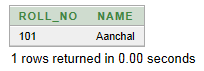 ROLL_NO NAME
101 Aanchal
1 rows returned in 0.00 seconds